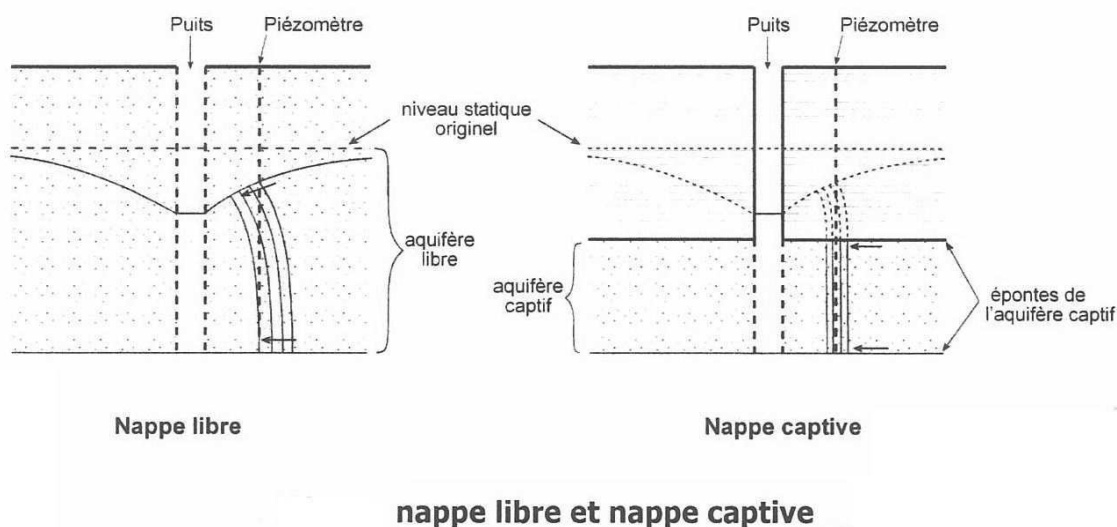 Puits
Piézomètre
Puits
Piézomètre
niveau statique
originel
aquifère
libre
aquifère
captif
épontes de
l'aquifère captif
Nappe libre
Nappe captive
nappe libre et nappe captive